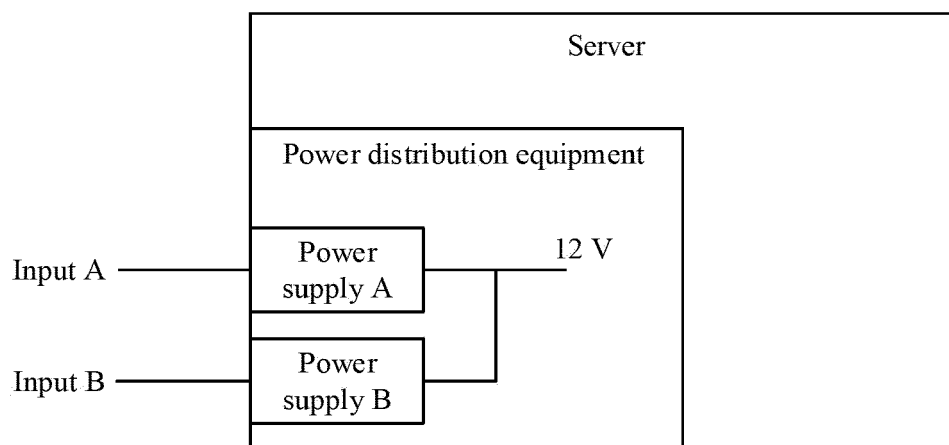 Server
Power distribution equipment
12 V
Input A
Power
supply A
Input B
Power
supply B